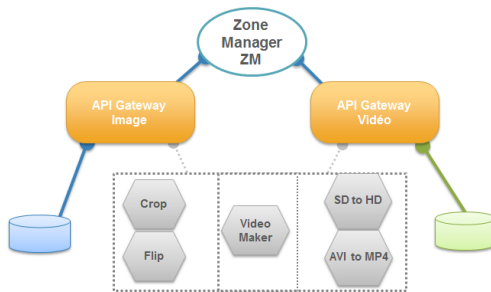 Zone
Manager
ZM
API Gateway
Image
API Gateway
Vidéo
Crop
Flip
Video
Maker
SD to HD
AVI to MP4